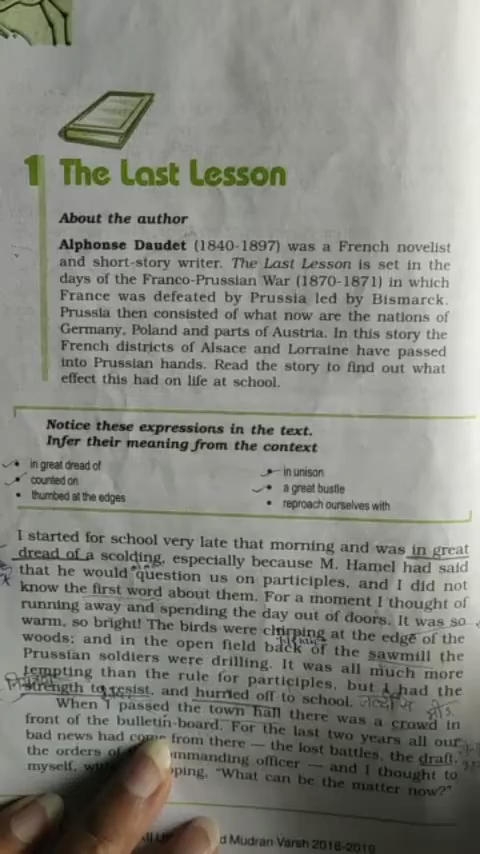 1 The Last Lesson
About the author
Alphonse Daudet (1840-1897) was a French novelist
and short-story writer. The Last Lesson is set in the
days of the Franco-Prussian War (1870-1871) in which
France was defeated by Prussia led by Bismarck.
Prussia then consisted of what now are the nations of
Germany, Poland and parts of Austria. In this story the
French districts of Alsace and Lorraine have passed
into Prussian hands. Read the story to find out what
effect this had on life at school.
Notice these expressions in the text.
Infer their meaning from the context
• in great dread of
• counted on
• thumbed at the edges
• in unison
• a great bustle
• reproach ourselves with
I started for school very late that morning and was in great
dread of a scolding, especially because M. Hamel had said
that he would question us on participles, and I did not
know the first word about them. For a moment I thought of
running away and spending the day out of doors. It was so
warm, so bright! The birds were chirping at the edge of the
woods; and in the open field back of the sawmill the
Prussian soldiers were drilling. It was all much more
tempting than the rule for participles, but I had the
strength to resist, and hurried off to school.
When I passed the town hall there was a crowd in
front of the bulletin-board. For the last two years all our
bad news had come from there — the lost battles, the draft,
the orders of commanding officer — and I thought to
myself, "What can be the matter now?"
d Mudran Varsh 2018-2019